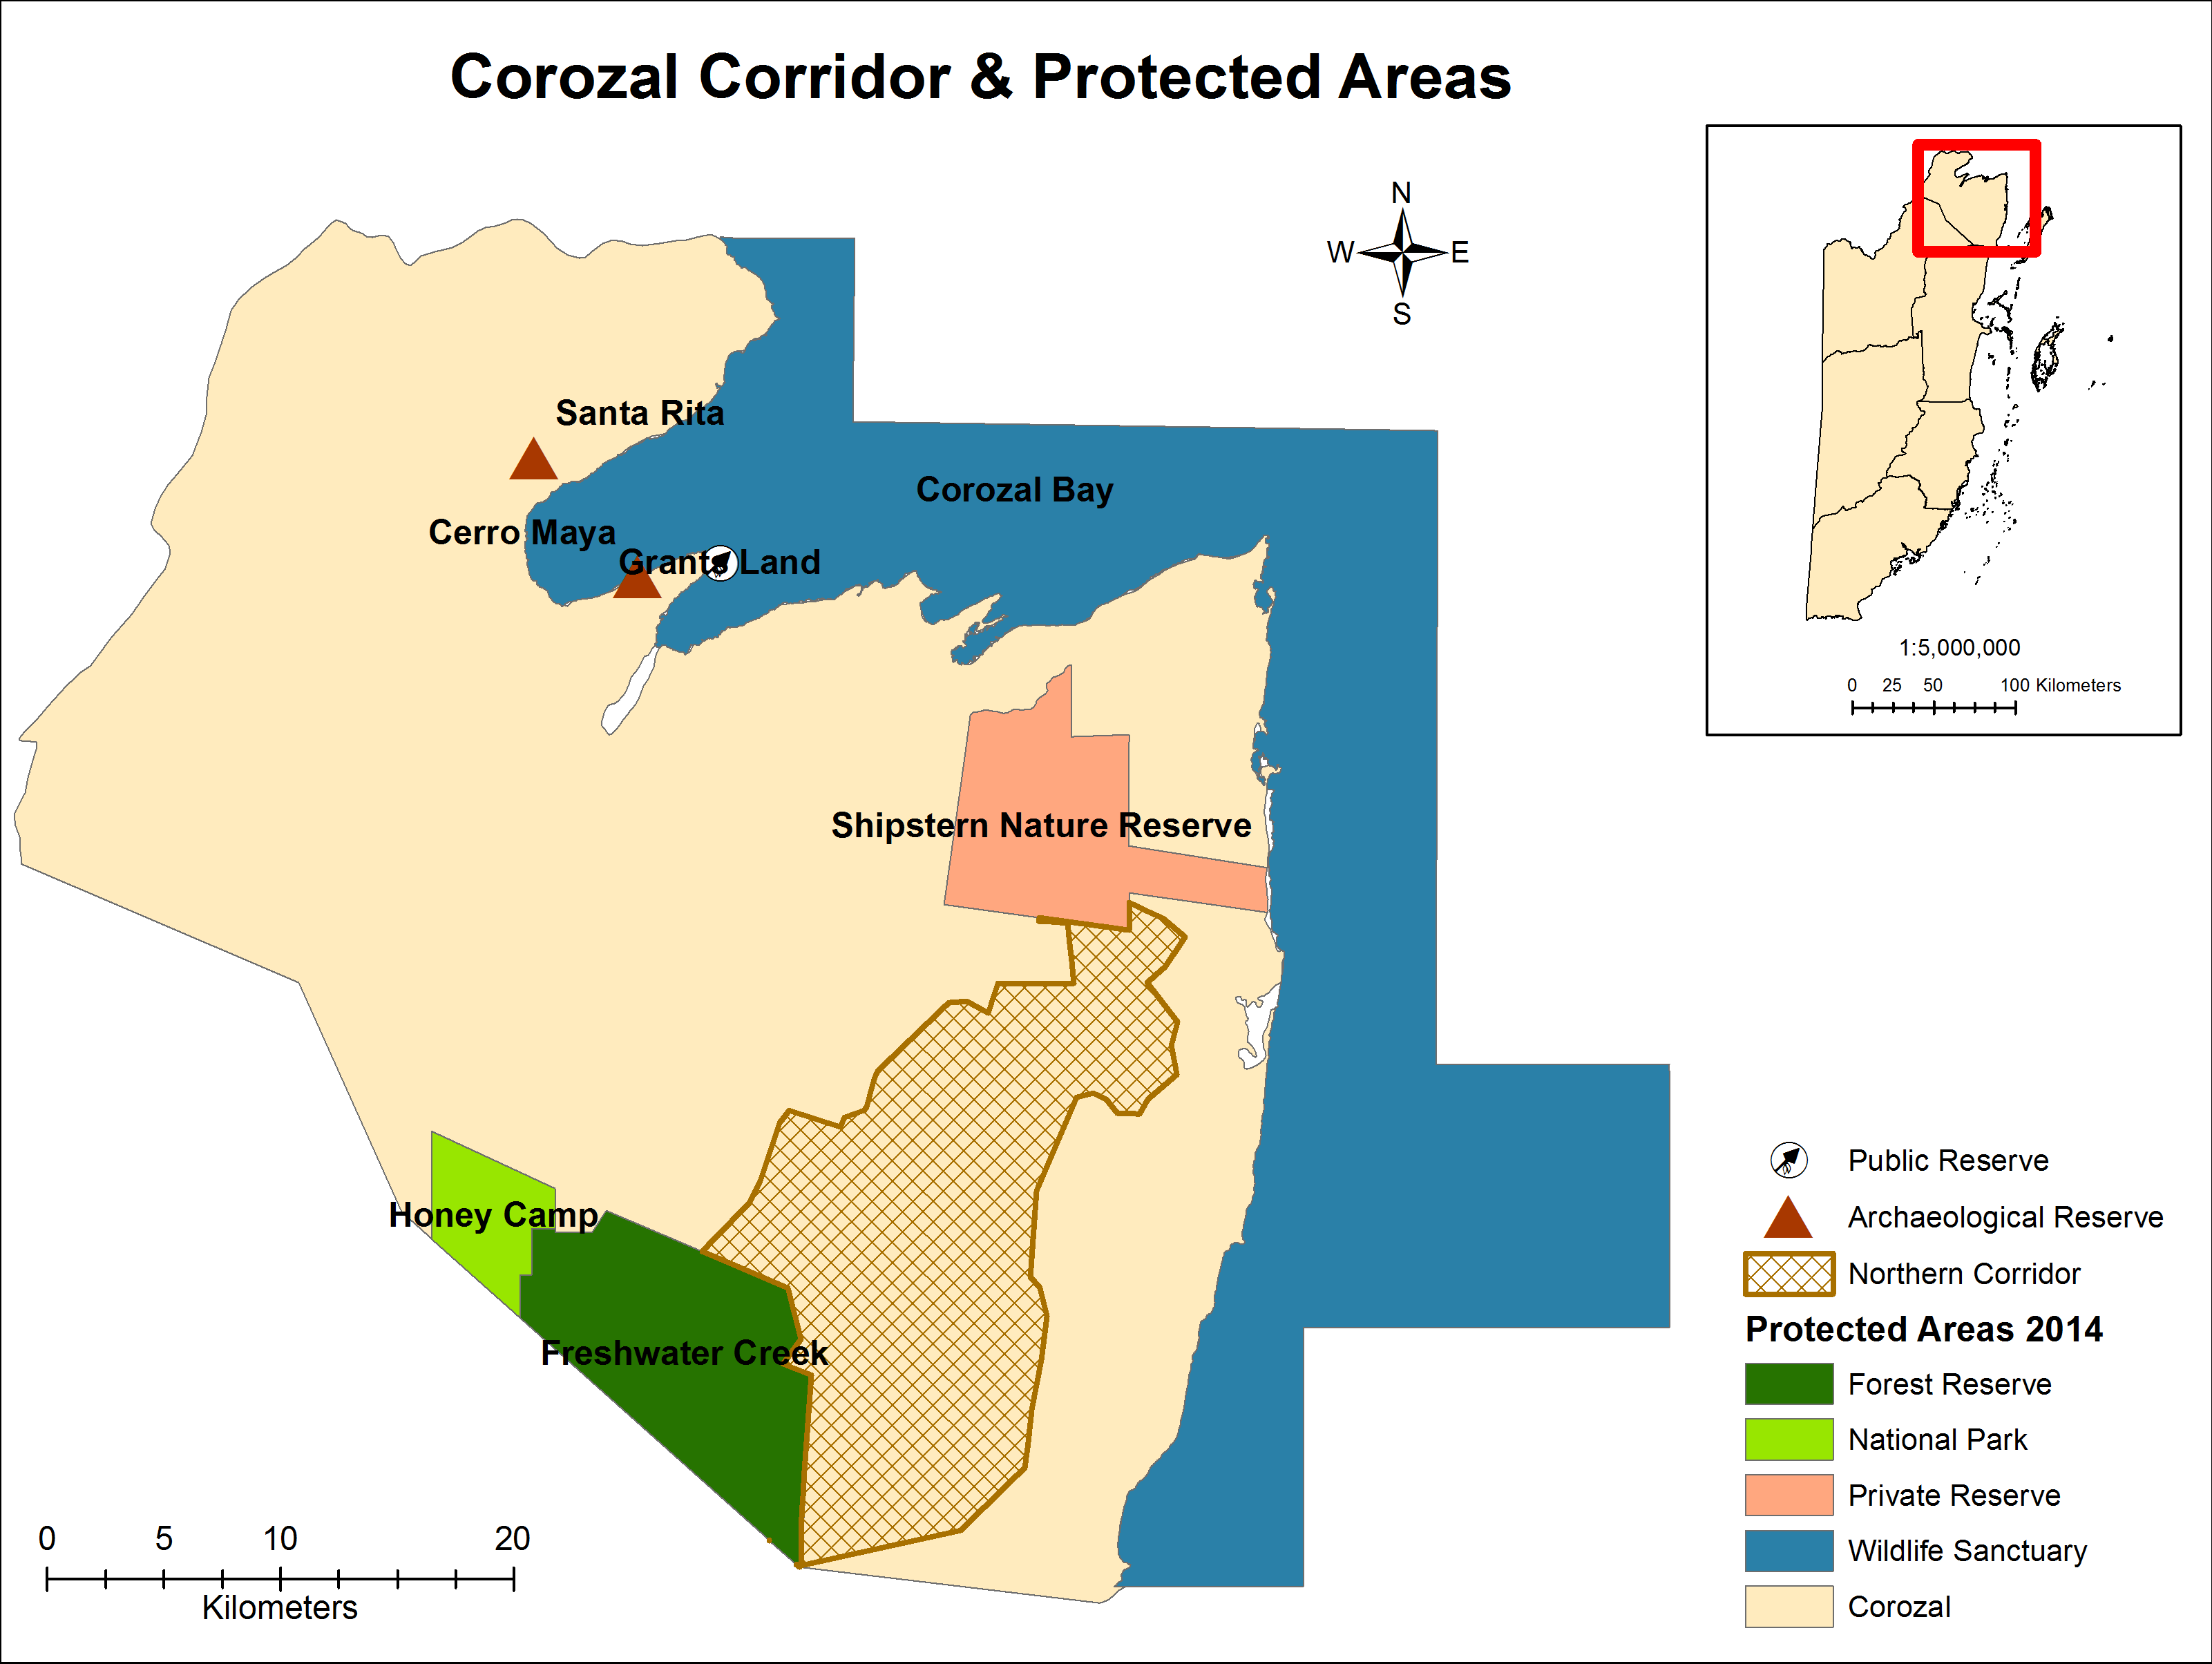 Corozal Corridor & Protected Areas
N
W E
S
Santa Rita
Corozal Bay
Cerro Maya
Grants Land
Shipstern Nature Reserve
Honey Camp
Freshwater Creek
1:5,000,000
0 25 50 100 Kilometers
Public Reserve
Archaeological Reserve
Northern Corridor
Protected Areas 2014
Forest Reserve
National Park
Private Reserve
Wildlife Sanctuary
Corozal
0 5 10 20
Kilometers